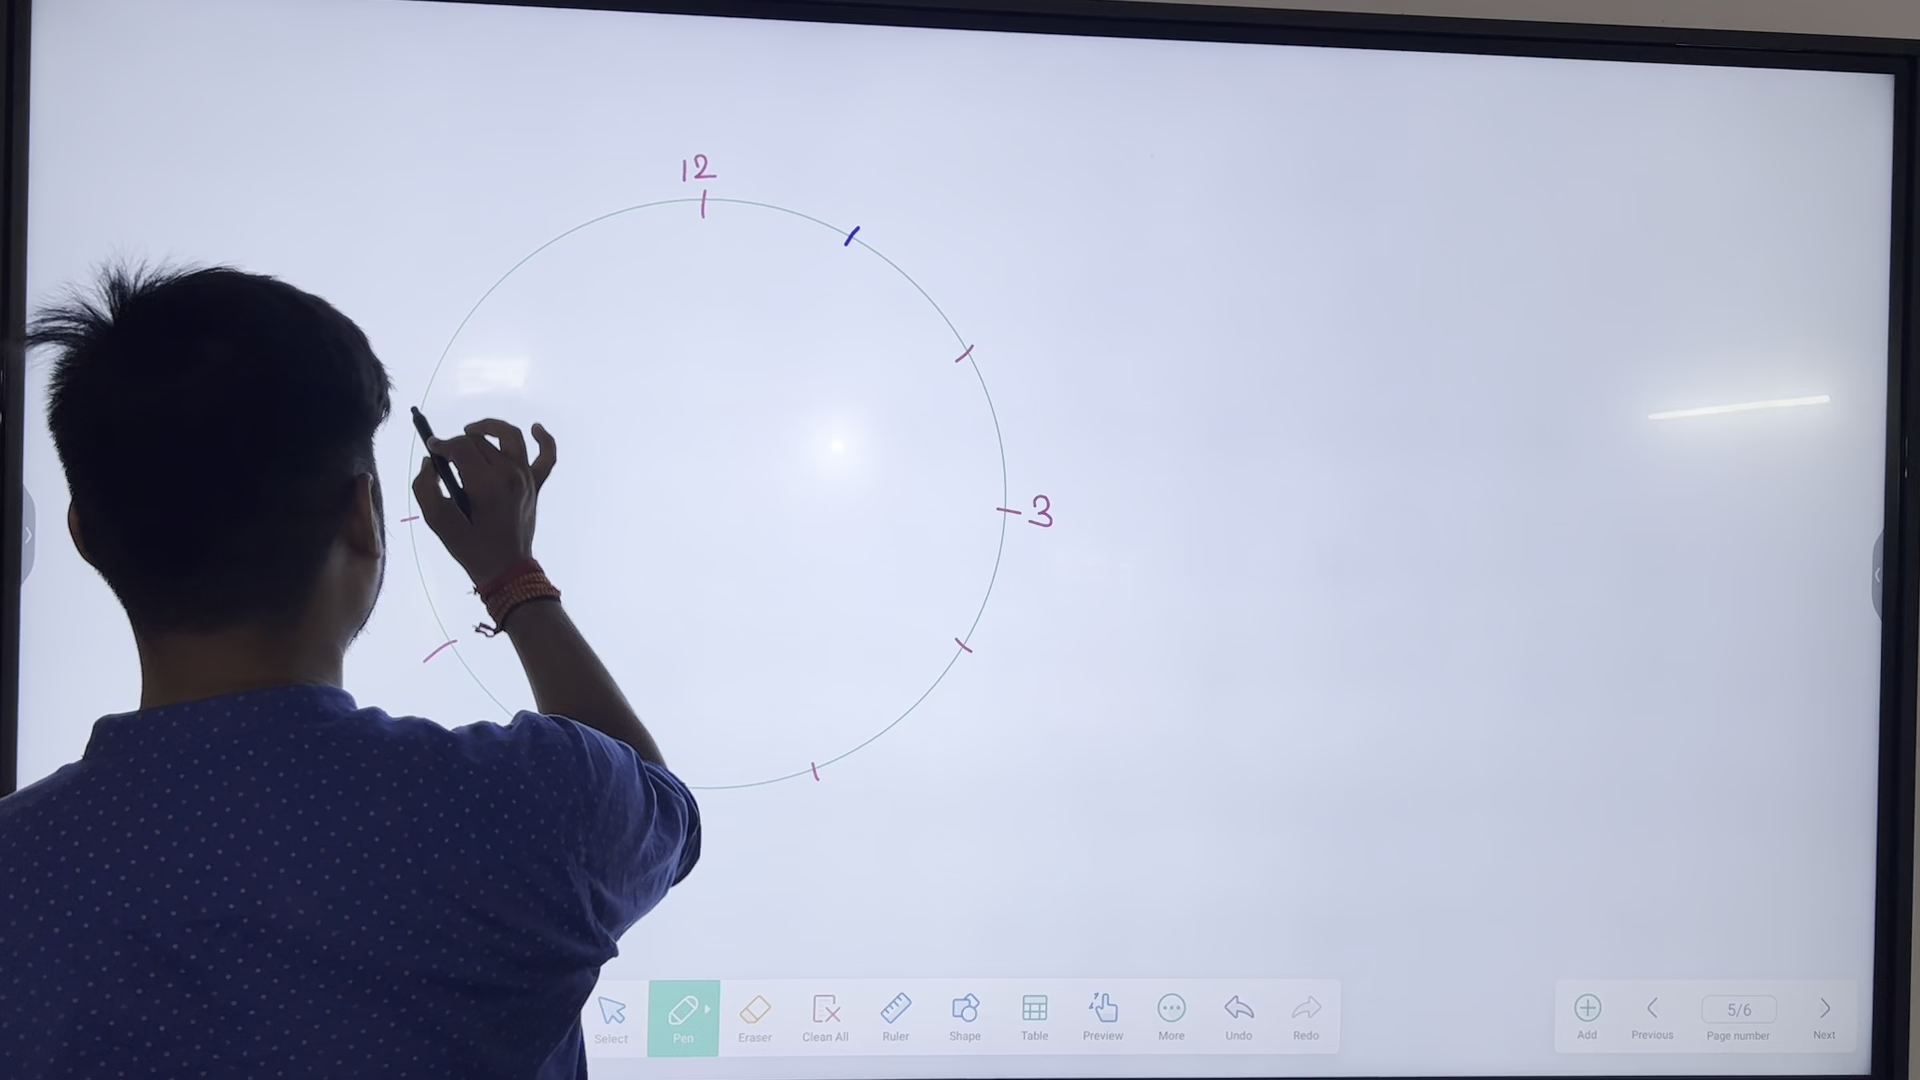 12
3
Select
Pen
Eraser
Clean All
Ruler
Shape
Table
Preview
More
Undo
Redo
Add
Previous
5/6
Page number
Next